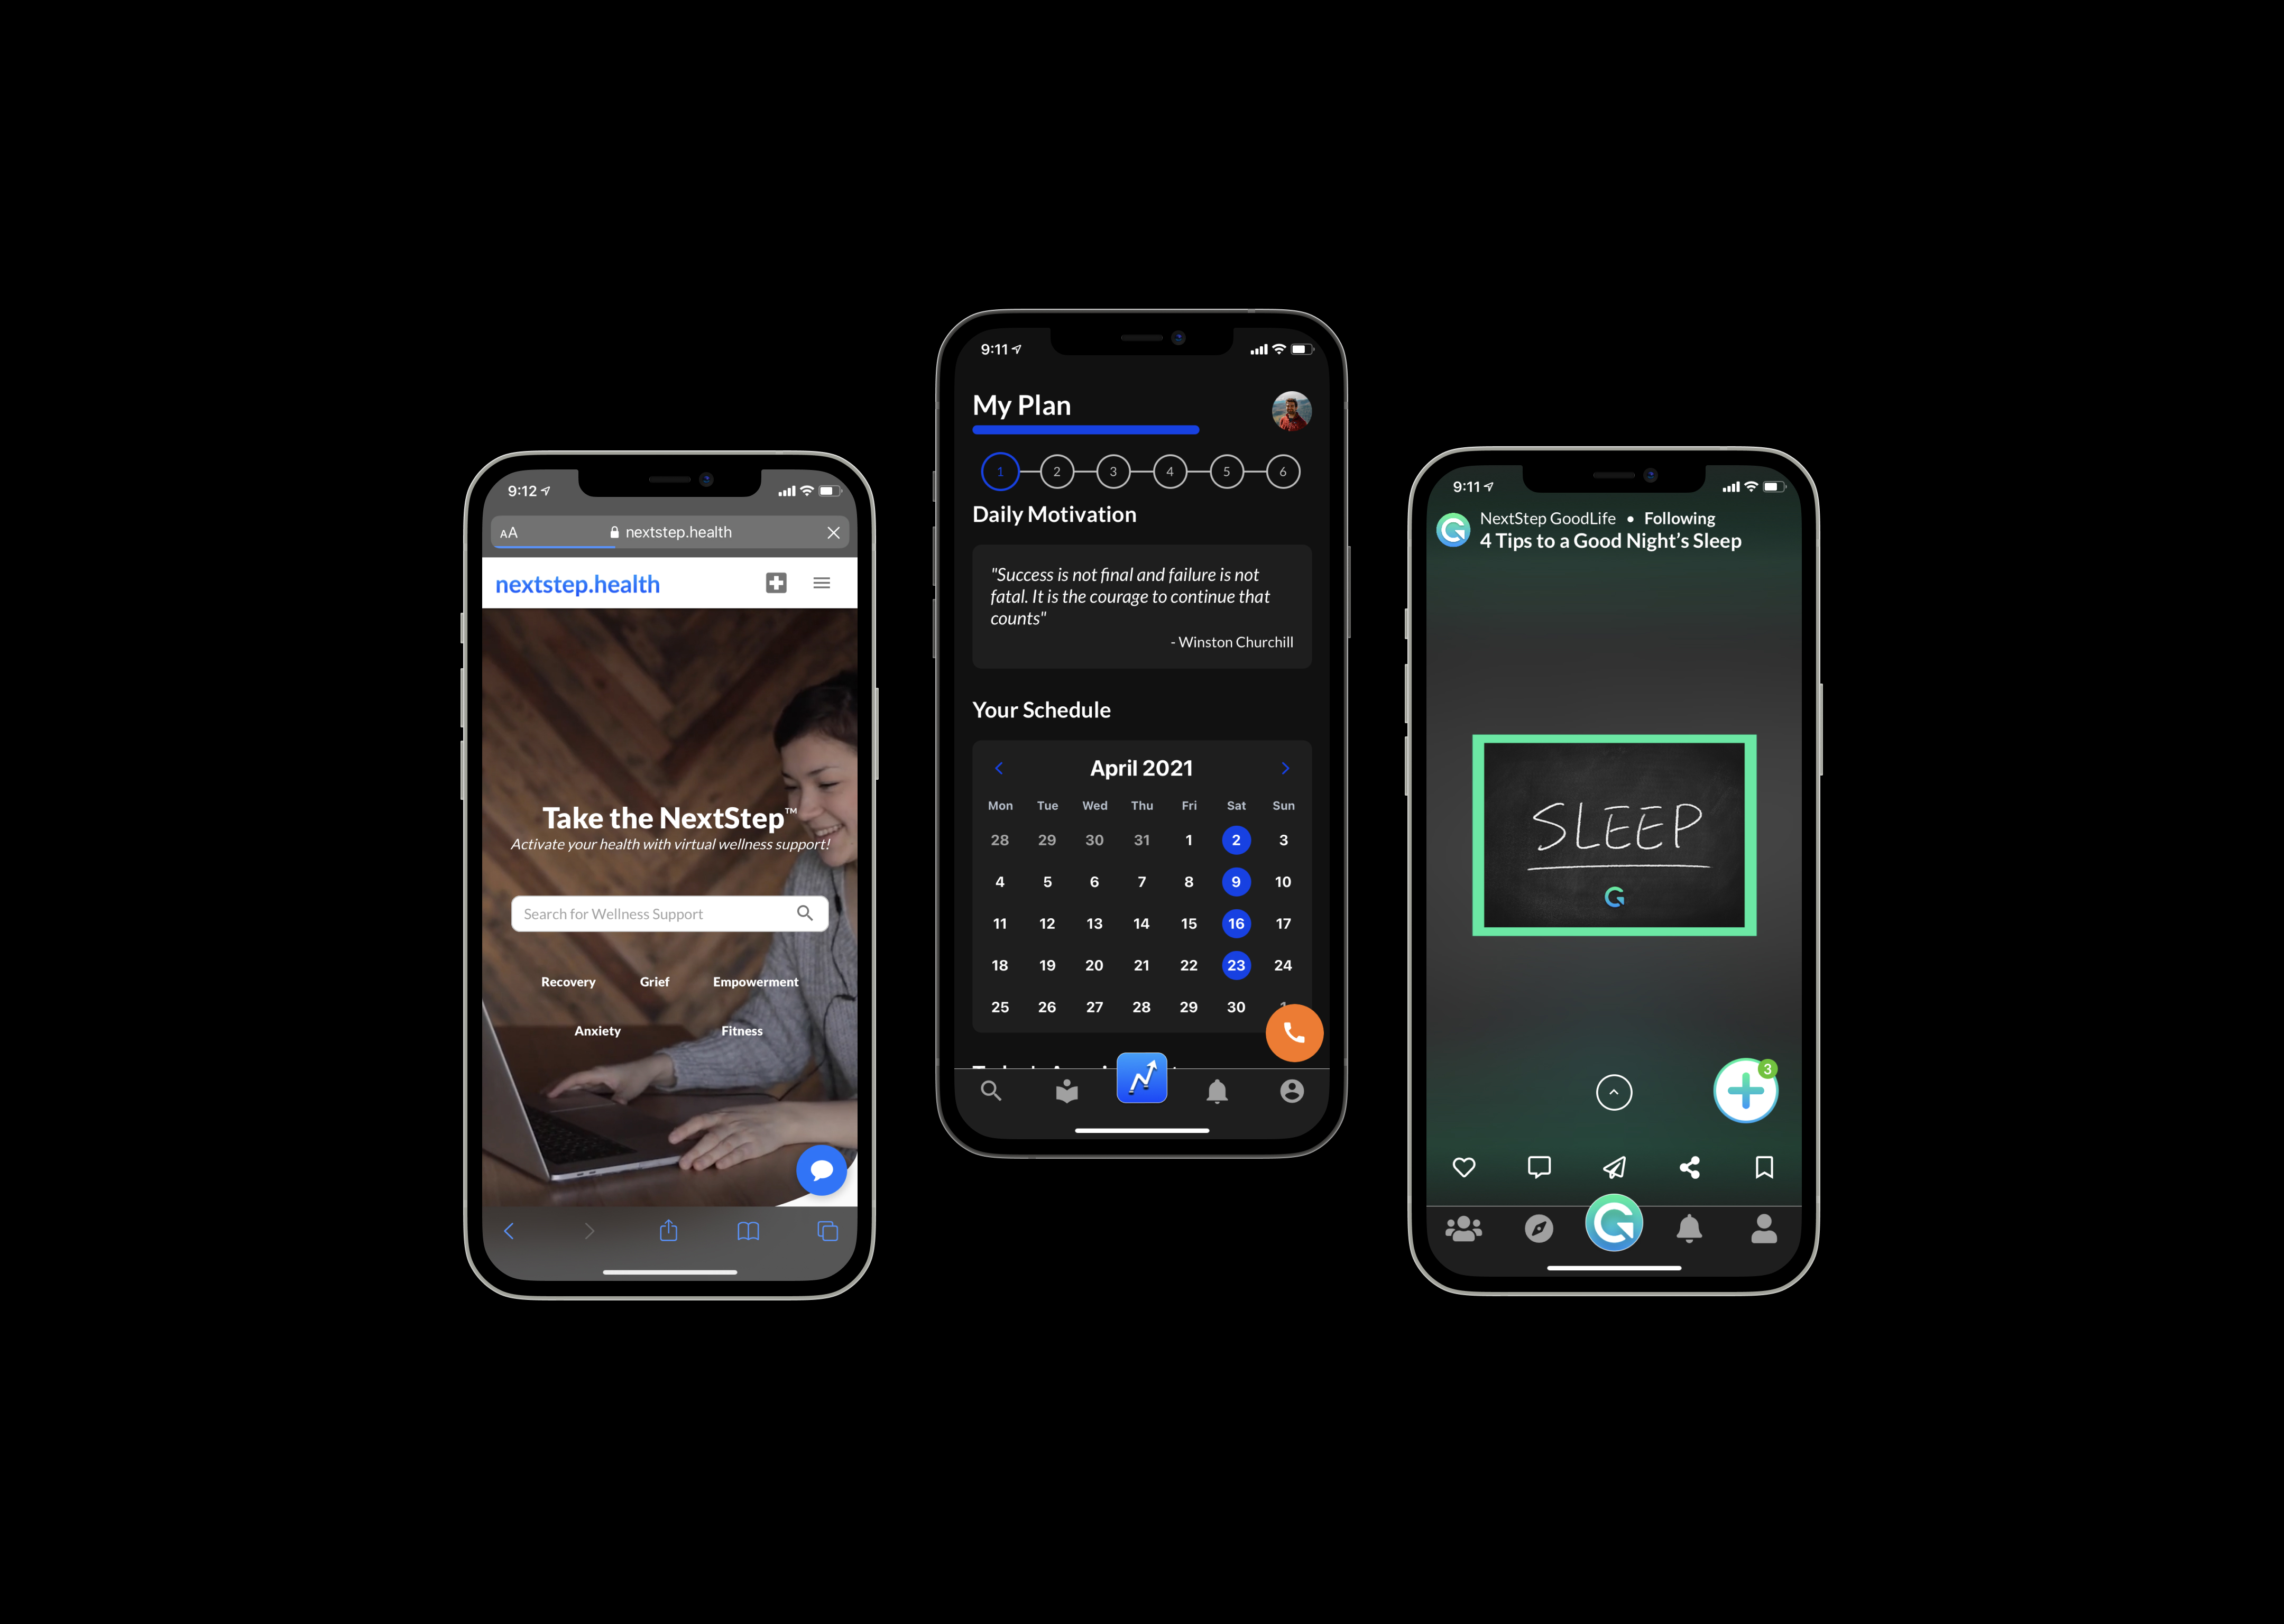 9:12
AA nextstep.health
nextstep.health
Take the NextStep™
Activate your health with virtual wellness support!
Search for Wellness Support
Recovery Grief Empowerment
Anxiety Fitness
9:11
My Plan
1 2 3 4 5 6
Daily Motivation
"Success is not final and failure is not
fatal. It is the courage to continue that
counts"
- Winston Churchill
Your Schedule
April 2021
Mon Tue Wed Thu Fri Sat Sun
28 29 30 31 1 2 3
4 5 6 7 8 9 10
11 12 13 14 15 16 17
18 19 20 21 22 23 24
25 26 27 28 29 30
9:11
NextStep GoodLife • Following
4 Tips to a Good Night's Sleep
SLEEP
3